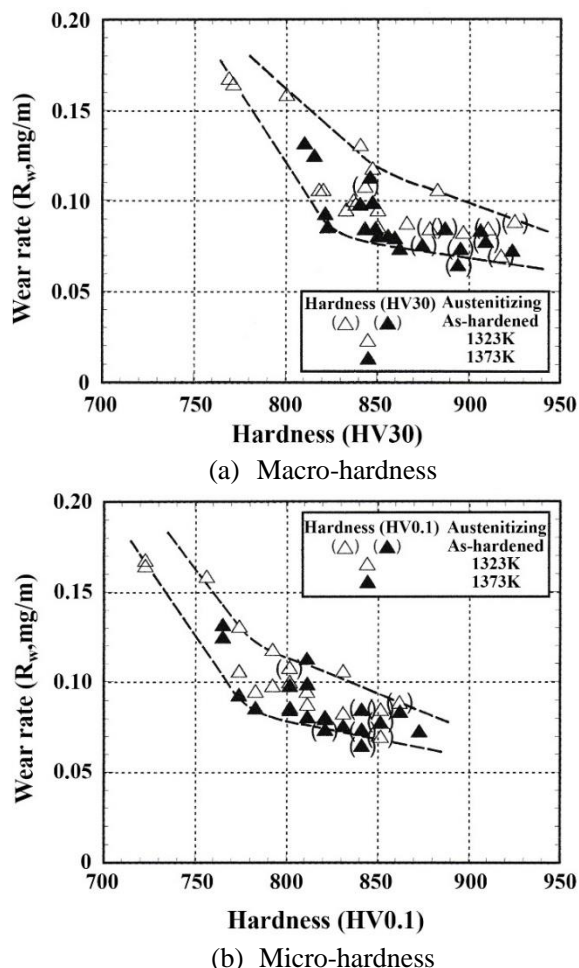 0.20
0.15
0.10
0.05
0
Wear rate (Rw,mg/m)
Hardness (HV30) Austenitizing
(△) (▲) As-hardened
△ 1323K
▲ 1373K
700 750 800 850 900 950
Hardness (HV30)
(a) Macro-hardness
0.20
0.15
0.10
0.05
0
Wear rate (Rw,mg/m)
Hardness (HV0.1) Austenitizing
(△) (▲) As-hardened
△ 1323K
▲ 1373K
700 750 800 850 900 950
Hardness (HV0.1)
(b) Micro-hardness